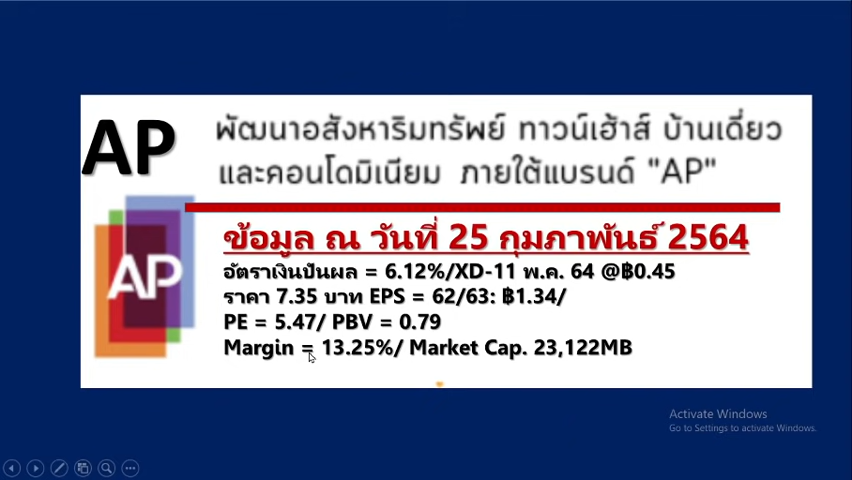 AP
พัฒนาอสังหาริมทรัพย์ ทาวน์เฮ้าส์ บ้านเดี่ยว
และคอนโดมิเนียม ภายใต้แบรนด์ "AP"
AP
ข้อมูล ณ วันที่ 25 กุมภาพันธ์ 2564
อัตราเงินปันผล = 6.12%/XD-11 พ.ค. 64 @฿0.45
ราคา 7.35 บาท EPS = 62/63: ฿1.34/
PE = 5.47/ PBV = 0.79
Margin = 13.25%/ Market Cap. 23,122MB
Activate Windows
Go to Settings to activate Windows.